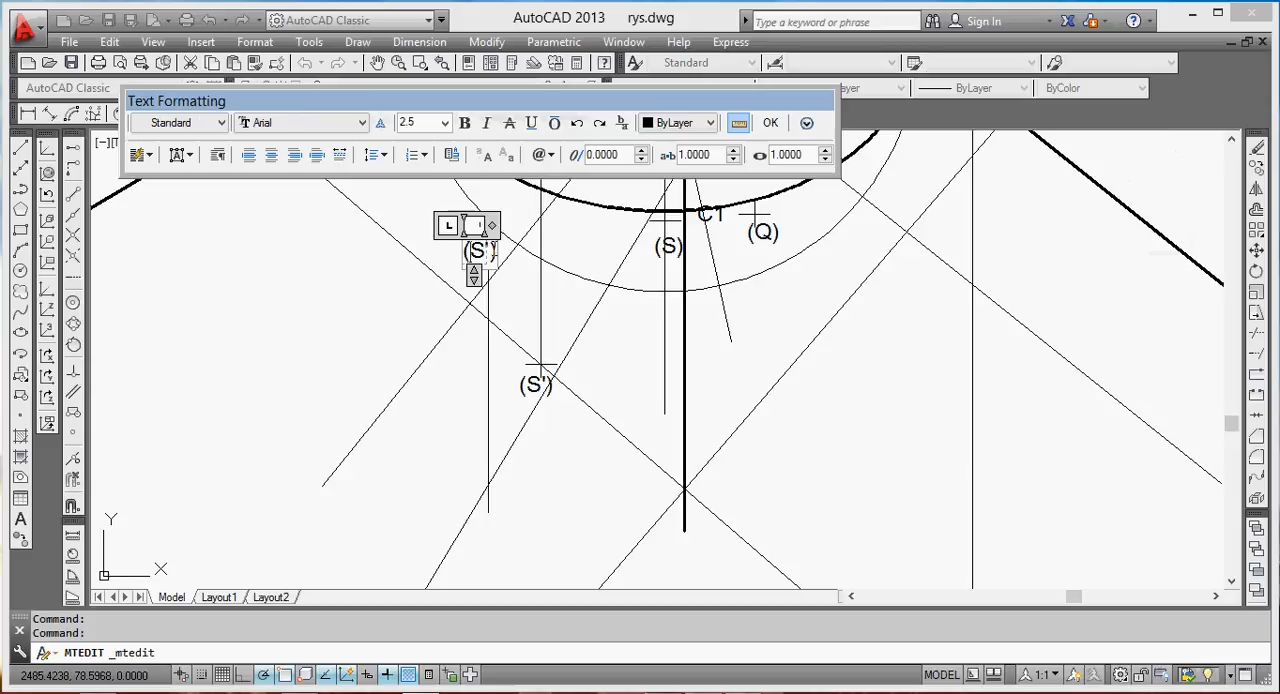 AutoCAD Classic
AutoCAD 2013 rys.dwg
Type a keyword or phrase
Sign In
File Edit View Insert Format Tools Draw Dimension Modify Parametric Window Help Express
Standard
AutoCAD Classic
ByLayer
ByColor
Text Formatting
Standard
Arial
2.5
B I A U O
ByLayer
OK
@
0/ 0.0000
a·b 1.0000
1.0000
L
C1
(Q)
(S)
(S')
(S')
Y
X
Model Layout1 Layout2
Command:
Command:
MTEDIT _mtedit
2485.4238, 78.5968, 0.0000
MODEL
1:1